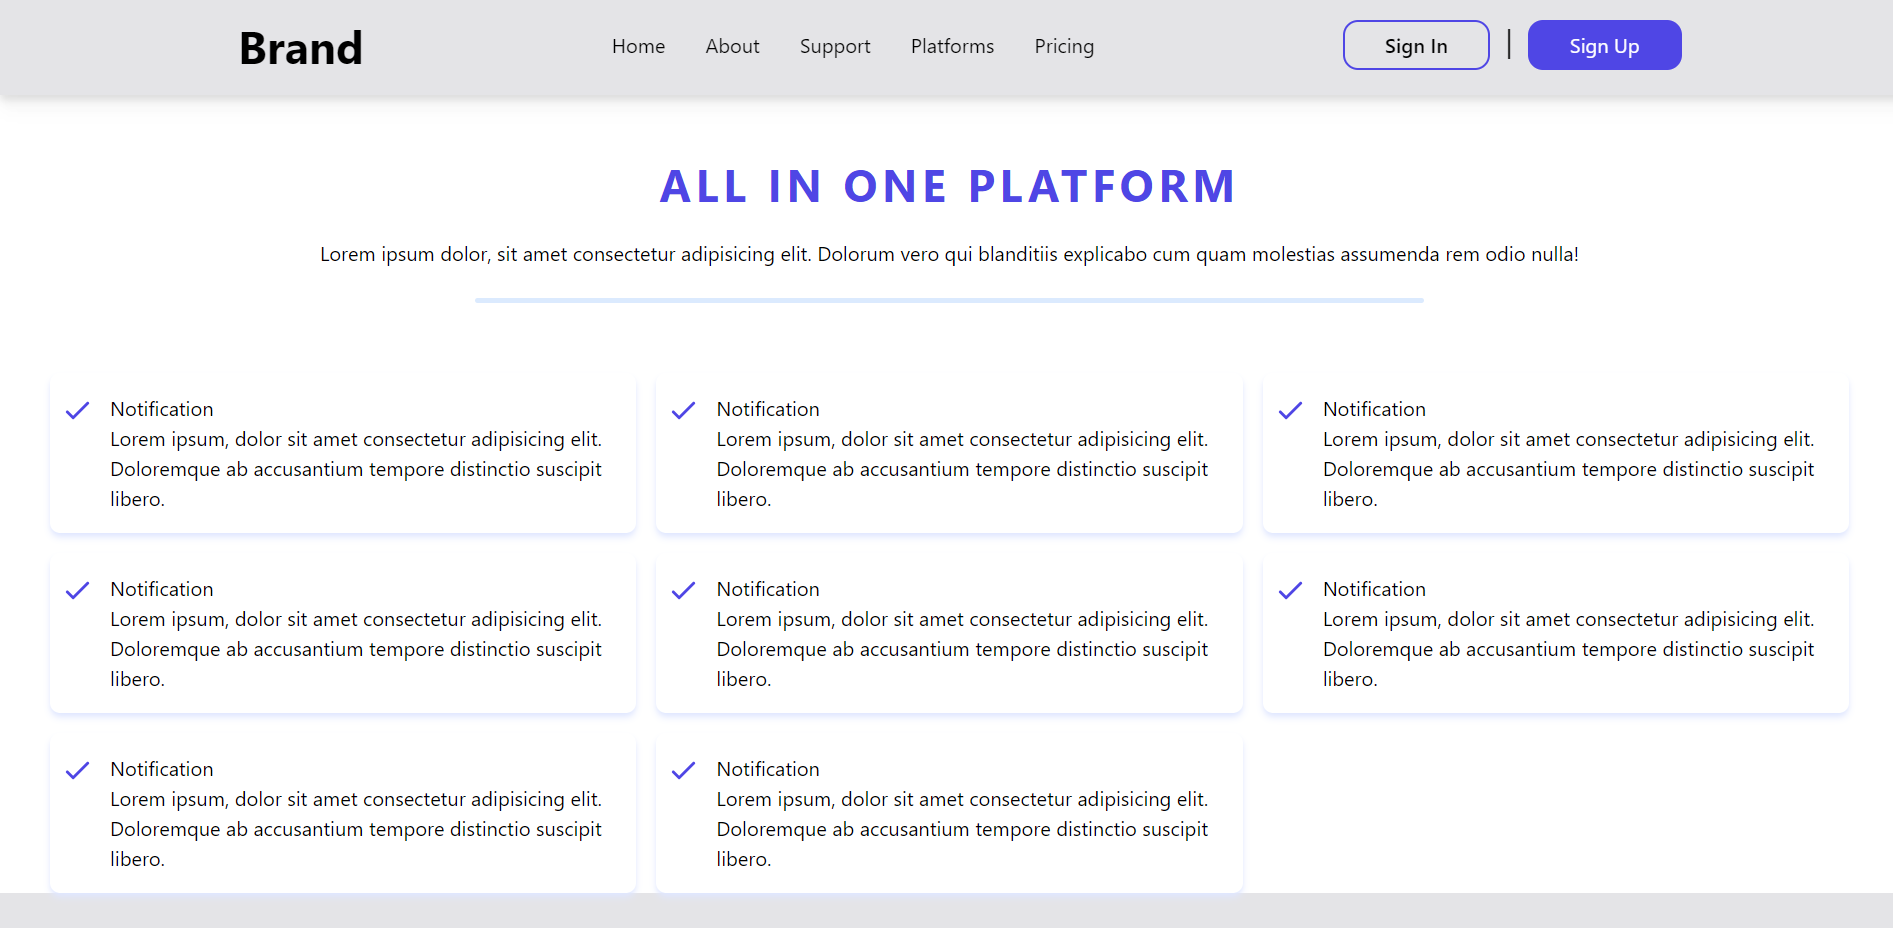 Brand
Home About Support Platforms Pricing
Sign In | Sign Up
ALL IN ONE PLATFORM
Lorem ipsum dolor, sit amet consectetur adipisicing elit. Dolorum vero qui blanditiis explicabo cum quam molestias assumenda rem odio nulla!
Notification
Lorem ipsum, dolor sit amet consectetur adipisicing elit.
Doloremque ab accusantium tempore distinctio suscipit
libero.
Notification
Lorem ipsum, dolor sit amet consectetur adipisicing elit.
Doloremque ab accusantium tempore distinctio suscipit
libero.
Notification
Lorem ipsum, dolor sit amet consectetur adipisicing elit.
Doloremque ab accusantium tempore distinctio suscipit
libero.
Notification
Lorem ipsum, dolor sit amet consectetur adipisicing elit.
Doloremque ab accusantium tempore distinctio suscipit
libero.
Notification
Lorem ipsum, dolor sit amet consectetur adipisicing elit.
Doloremque ab accusantium tempore distinctio suscipit
libero.
Notification
Lorem ipsum, dolor sit amet consectetur adipisicing elit.
Doloremque ab accusantium tempore distinctio suscipit
libero.
Notification
Lorem ipsum, dolor sit amet consectetur adipisicing elit.
Doloremque ab accusantium tempore distinctio suscipit
libero.
Notification
Lorem ipsum, dolor sit amet consectetur adipisicing elit.
Doloremque ab accusantium tempore distinctio suscipit
libero.